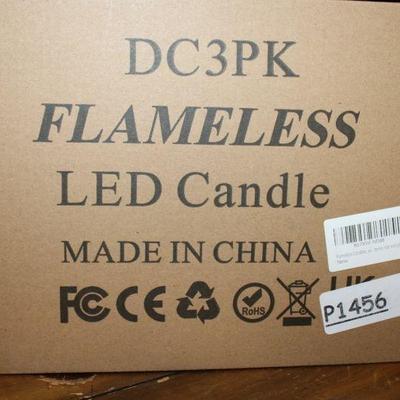 DC3PK
FLAMELESS
LED Candle
MADE IN CHINA
FC CE RoHS
P1456